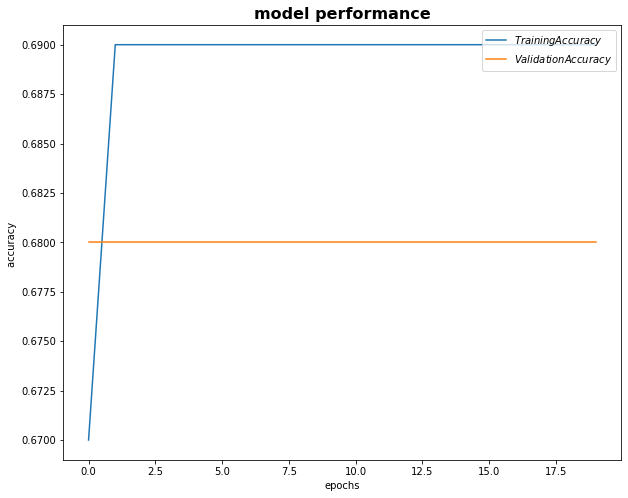 model performance
TrainingAccuracy
ValidationAccuracy
0.6900
0.6875
0.6850
0.6825
0.6800
0.6775
0.6750
0.6725
0.6700
accuracy
0.0 2.5 5.0 7.5 10.0 12.5 15.0 17.5
epochs